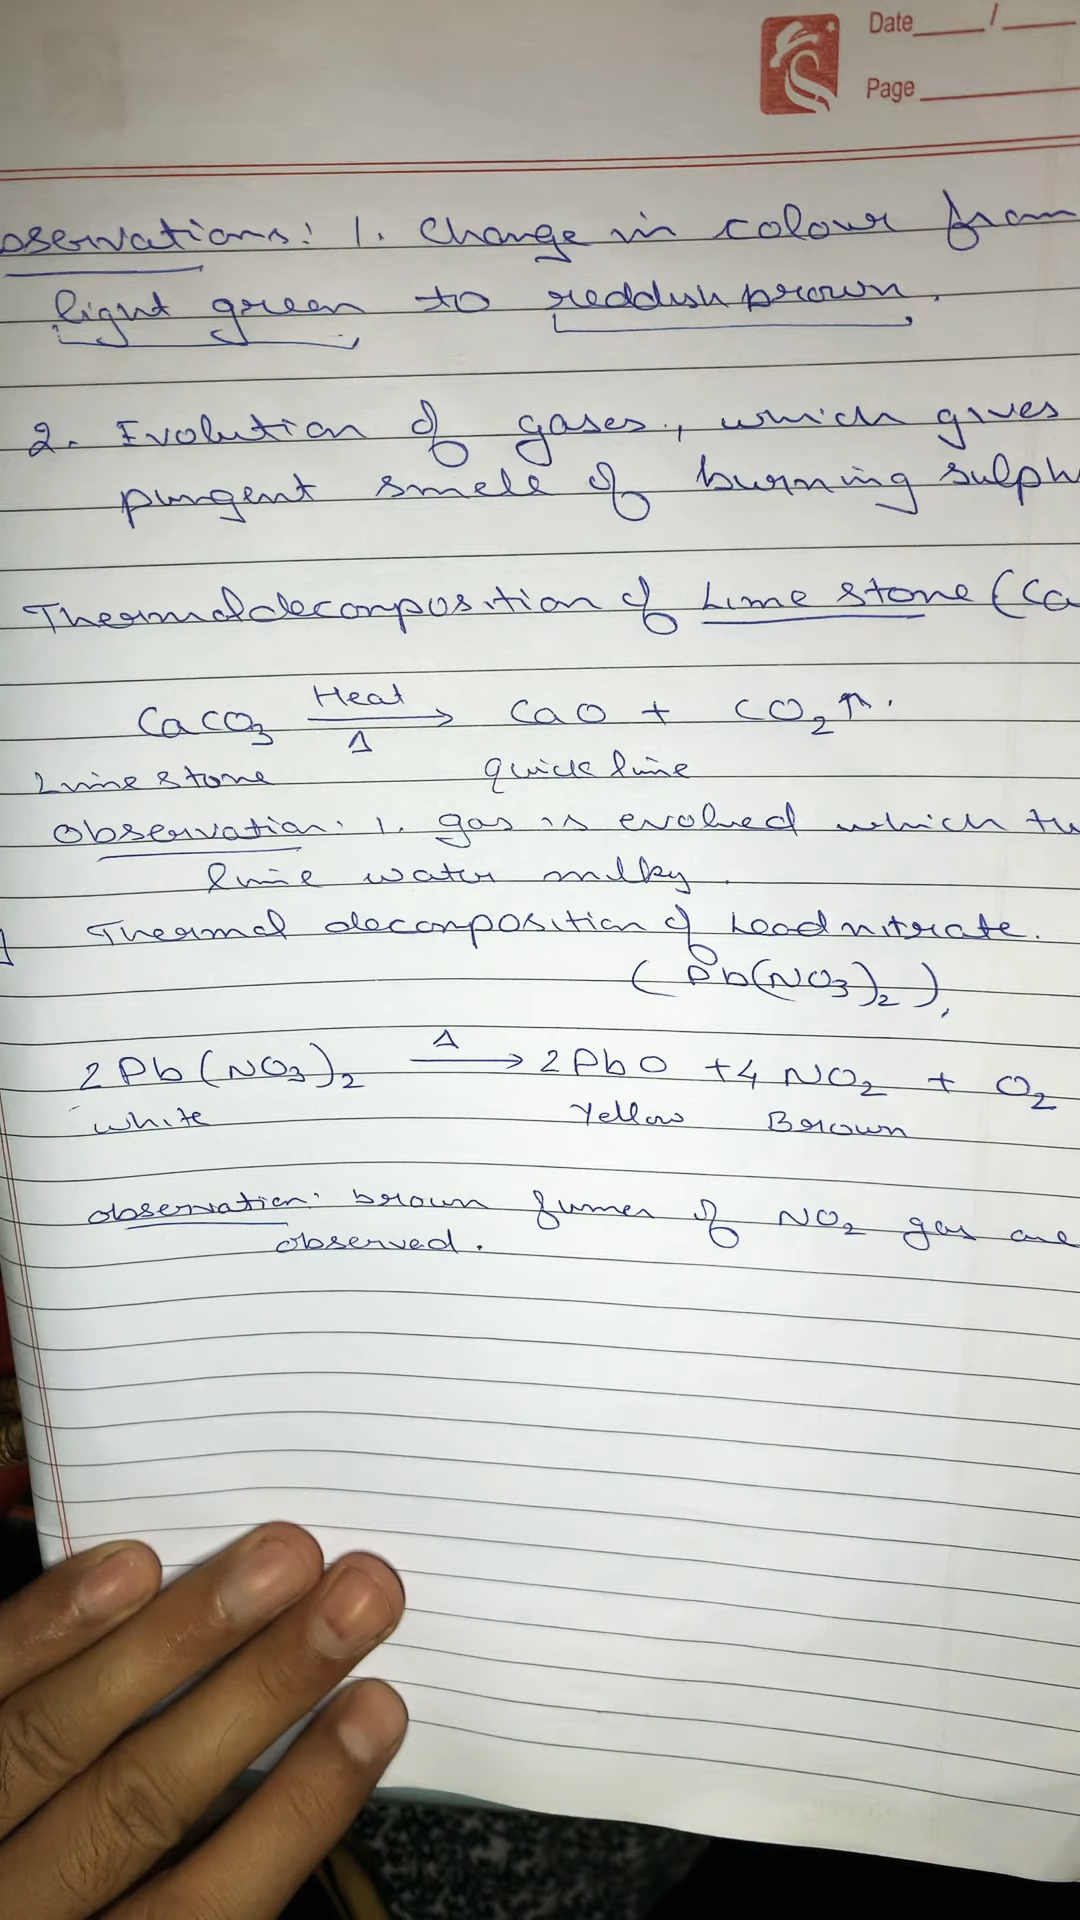 Date ___/___
Page
oservations: 1. Change in colour from
light green to reddish brown.
2. Evolution of gases, which gives
pungent smell of burning sulph
Thermal decomposition of Lime stone (Ca
Heat
CaCO3 → CaO + CO2 ↑.
Δ
Lime stone quick lime
Observation: 1. gas is evolved which tu
lime water milky.
Thermal decomposition of Lead nitrate.
(Pb(NO3)2),
Δ
2Pb(NO3)2 → 2PbO + 4NO2 + O2
White Yellow Brown
observation: brown fumes of NO2 gas are
observed.